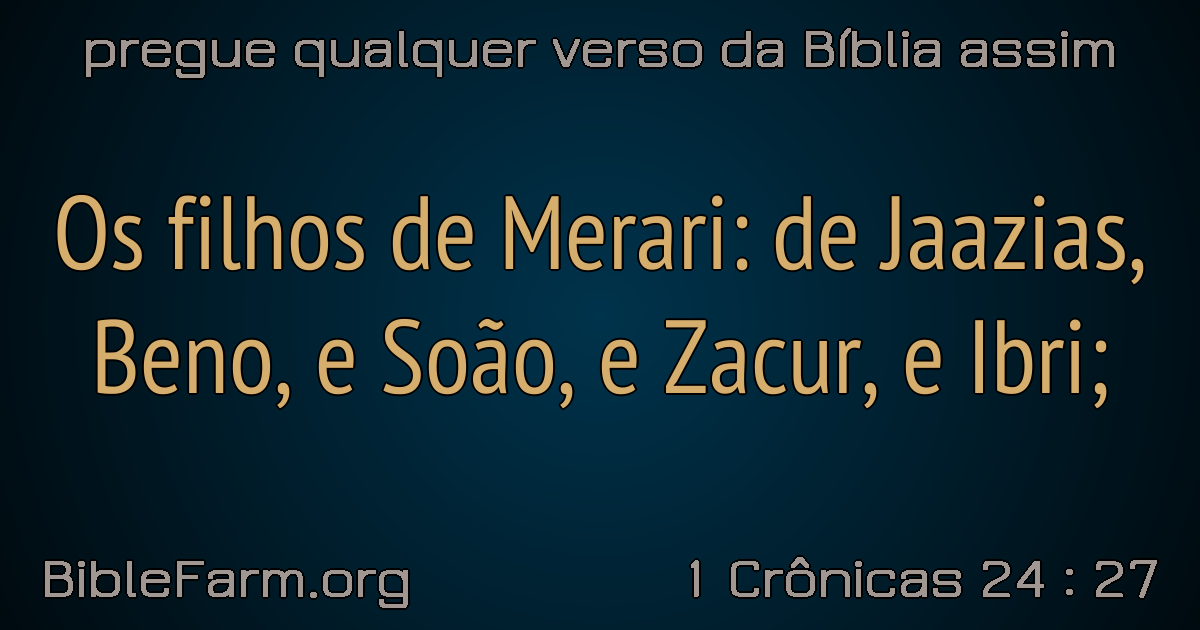 pregue qualquer verso da Bíblia assim
Os filhos de Merari: de Jaazias,
Beno, e Soão, e Zacur, e Ibri;
BibleFarm.org
1 Crônicas 24 : 27